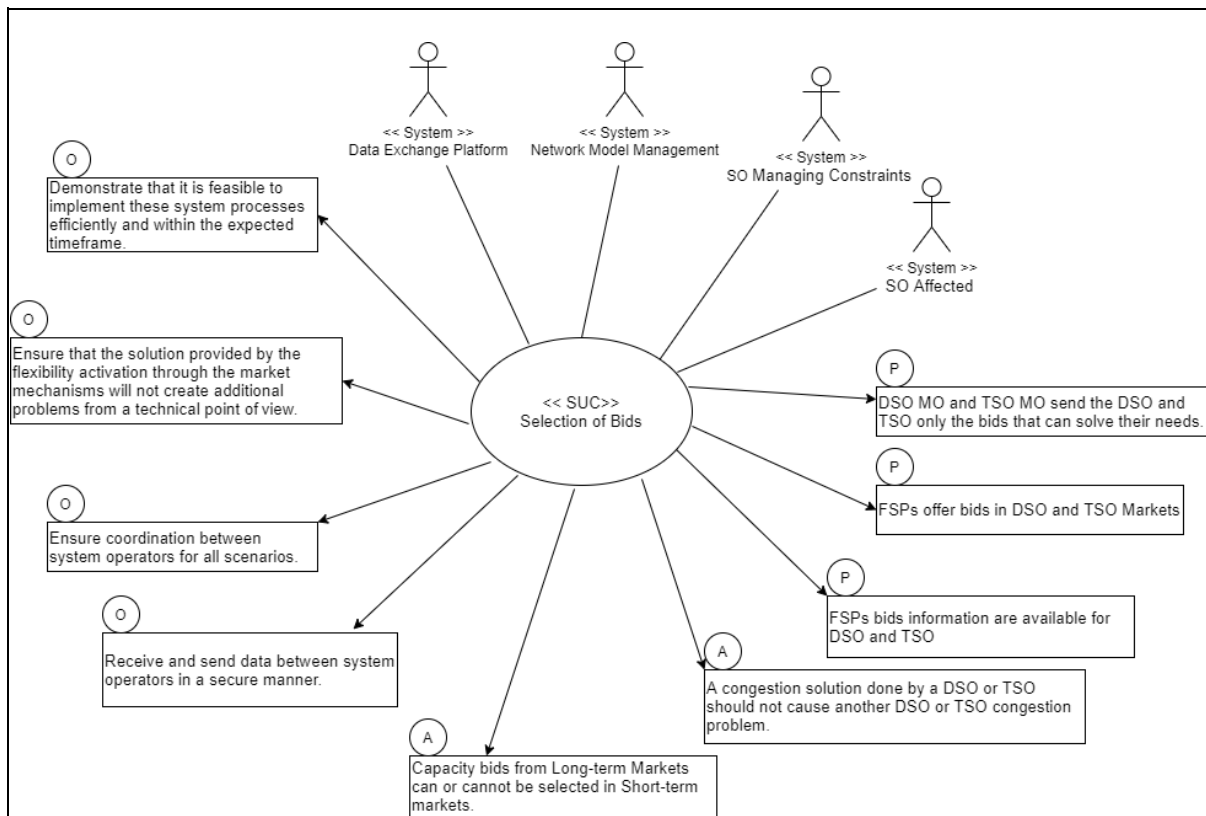 << System >>
Data Exchange Platform
<< System >>
Network Model Management
<< System >>
SO Managing Constraints
<< System >>
SO Affected
O
Demonstrate that it is feasible to
implement these system processes
efficiently and within the expected
timeframe.
O
Ensure that the solution provided by the
flexibility activation through the market
mechanisms will not create additional
problems from a technical point of view.
O
Ensure coordination between
system operators for all scenarios.
O
Receive and send data between system
operators in a secure manner.
<< SUC>>
Selection of Bids
P
DSO MO and TSO MO send the DSO and
TSO only the bids that can solve their needs.
P
FSPs offer bids in DSO and TSO Markets
P
FSPs bids information are available for
DSO and TSO
A
A congestion solution done by a DSO or TSO
should not cause another DSO or TSO congestion
problem.
A
Capacity bids from Long-term Markets
can or cannot be selected in Short-term
markets.